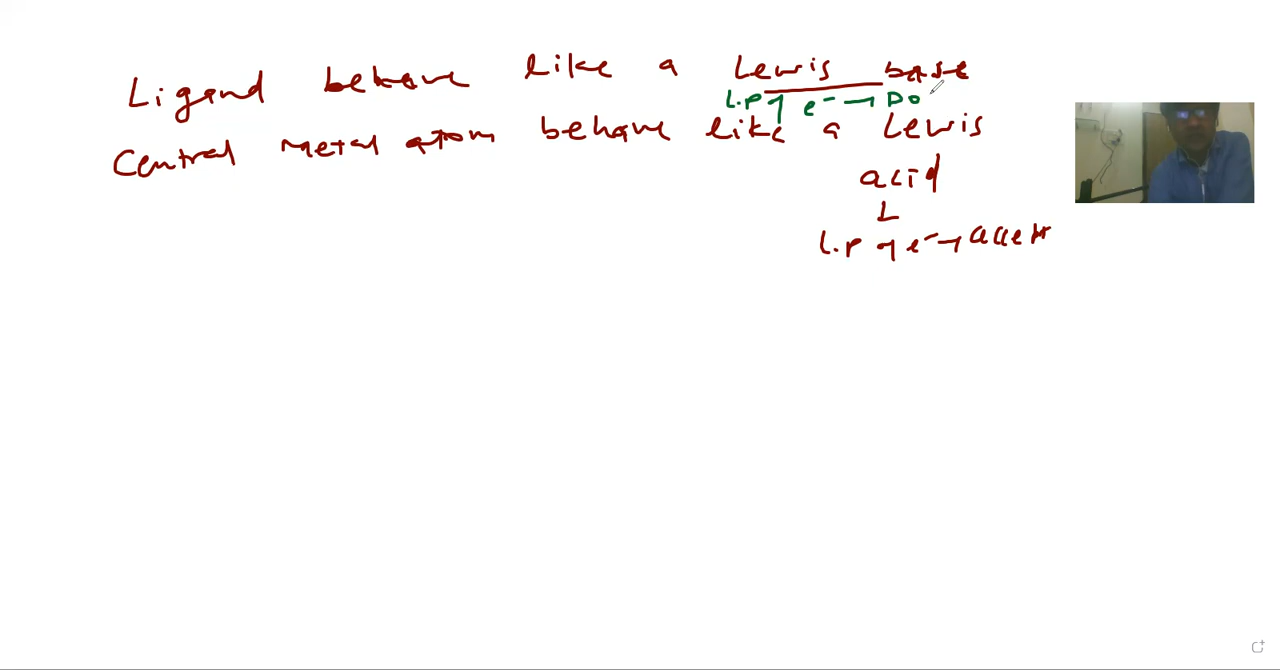 Ligand behave like a Lewis base
L.P of e⁻ → Do
Central metal atom behave like a Lewis
acid
L.P of e⁻ → accept